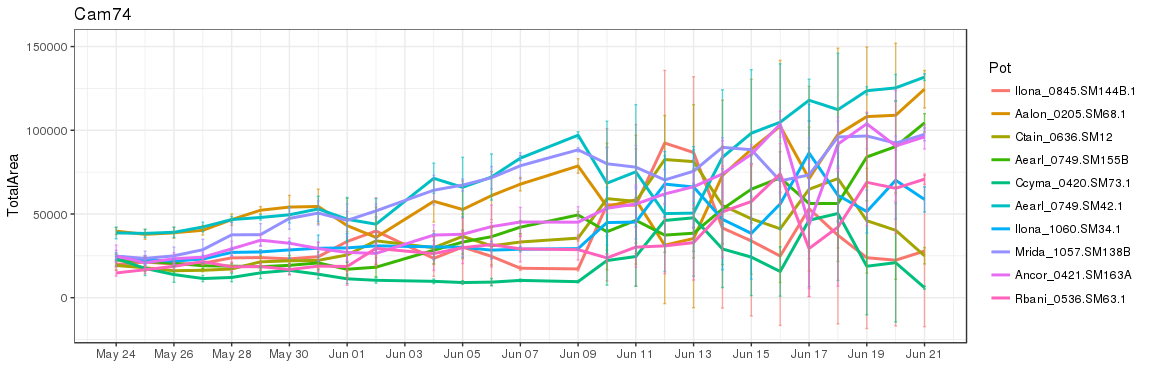 Cam74
TotalArea
150000
100000
50000
0
May 24 May 26 May 28 May 30 Jun 01 Jun 03 Jun 05 Jun 07 Jun 09 Jun 11 Jun 13 Jun 15 Jun 17 Jun 19 Jun 21
Pot
Ilona_0845.SM144B.1
Aalon_0205.SM68.1
Ctain_0636.SM12
Aearl_0749.SM155B
Ccyma_0420.SM73.1
Aearl_0749.SM42.1
Ilona_1060.SM34.1
Mrida_1057.SM138B
Ancor_0421.SM163A
Rbani_0536.SM63.1